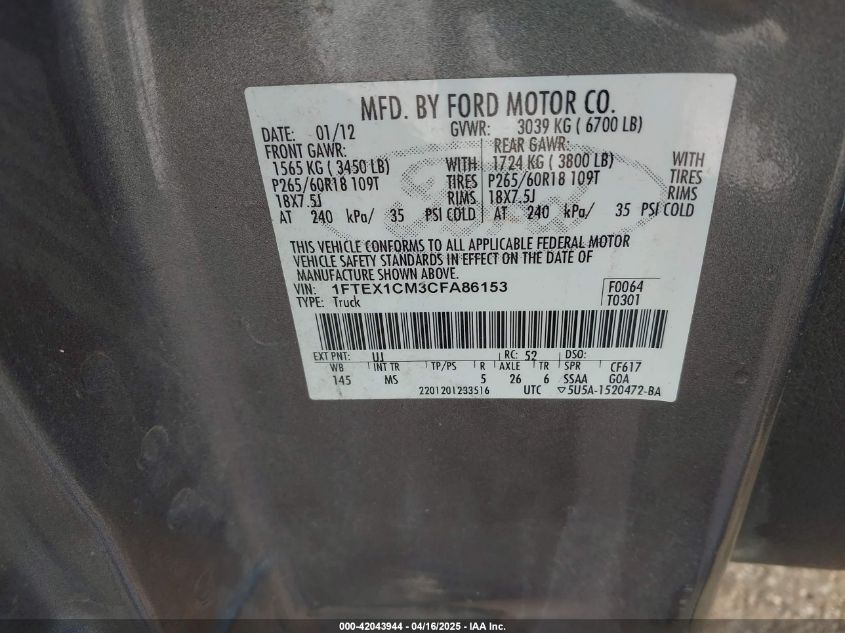 MFD. BY FORD MOTOR CO.
DATE: 01/12 GVWR: 3039 KG ( 6700 LB)
FRONT GAWR: REAR GAWR:
1565 KG ( 3450 LB) WITH 1724 KG ( 3800 LB) WITH
P265/60R18 109T TIRES P265/60R18 109T TIRES
18X7.5J RIMS 18X7.5J RIMS
AT 240 kPa/ 35 PSI COLD AT 240 kPa/ 35 PSI COLD
THIS VEHICLE CONFORMS TO ALL APPLICABLE FEDERAL MOTOR
VEHICLE SAFETY STANDARDS IN EFFECT ON THE DATE OF
MANUFACTURE SHOWN ABOVE.
VIN: 1FTEX1CM3CFA86153 F0064
TYPE: Truck T0301
EXT PNT: UJ RC: 52 DSO:
WB INT TR TP/PS R AXLE TR SPR CF617
145 MS 5 26 6 SSAA GOA
2201201233516 UTC ▽5U5A-1520472-BA
000-42043944 - 04/16/2025 - IAA Inc.